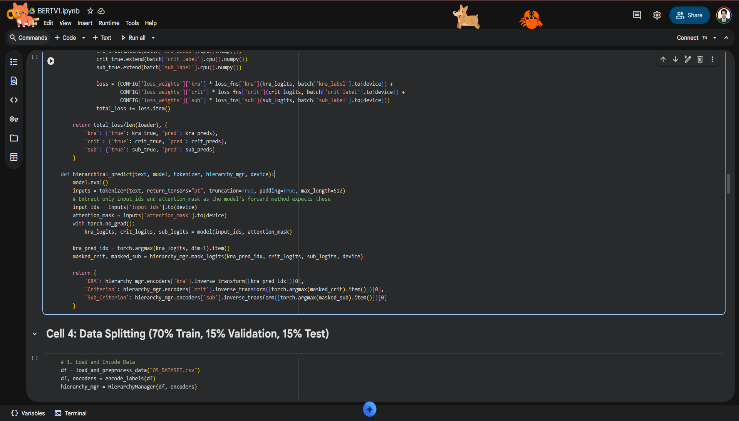 BERTV1.ipynb
Edit View Insert Runtime Tools Help
Share
Commands + Code + Text Run all Connect T4
crit_true.extend(batch['crit_label'].cpu().numpy())
sub_true.extend(batch['sub_label'].cpu().numpy())
loss = (CONFIG['loss_weights']['kra'] * loss_fns['kra'](kra_logits, batch['kra_label'].to(device)) +
CONFIG['loss_weights']['crit'] * loss_fns['crit'](crit_logits, batch['crit_label'].to(device)) +
CONFIG['loss_weights']['sub'] * loss_fns['sub'](sub_logits, batch['sub_label'].to(device)))
total_loss += loss.item()
return total_loss/len(loader), {
'kra': {'true': kra_true, 'pred': kra_preds},
'crit': {'true': crit_true, 'pred': crit_preds},
'sub': {'true': sub_true, 'pred': sub_preds}
}
def hierarchical_predict(text, model, tokenizer, hierarchy_mgr, device):
model.eval()
inputs = tokenizer(text, return_tensors="pt", truncation=True, padding=True, max_length=512)
# Extract only input_ids and attention_mask as the model's forward method expects these
input_ids = inputs['input_ids'].to(device)
attention_mask = inputs['attention_mask'].to(device)
with torch.no_grad():
kra_logits, crit_logits, sub_logits = model(input_ids, attention_mask)
kra_pred_idx = torch.argmax(kra_logits, dim=1).item()
masked_crit, masked_sub = hierarchy_mgr.mask_logits(kra_pred_idx, crit_logits, sub_logits, device)
return {
'KRA': hierarchy_mgr.encoders['kra'].inverse_transform([kra_pred_idx])[0],
'Criterion': hierarchy_mgr.encoders['crit'].inverse_transform([torch.argmax(masked_crit).item()])[0],
'Sub_Criterion': hierarchy_mgr.encoders['sub'].inverse_transform([torch.argmax(masked_sub).item()])[0]
}
Cell 4: Data Splitting (70% Train, 15% Validation, 15% Test)
[ ]
# 1. Load and Encode Data
df = load_and_preprocess_data("OS_DATASET.csv")
df, encoders = encode_labels(df)
hierarchy_mgr = HierarchyManager(df, encoders)
Variables Terminal